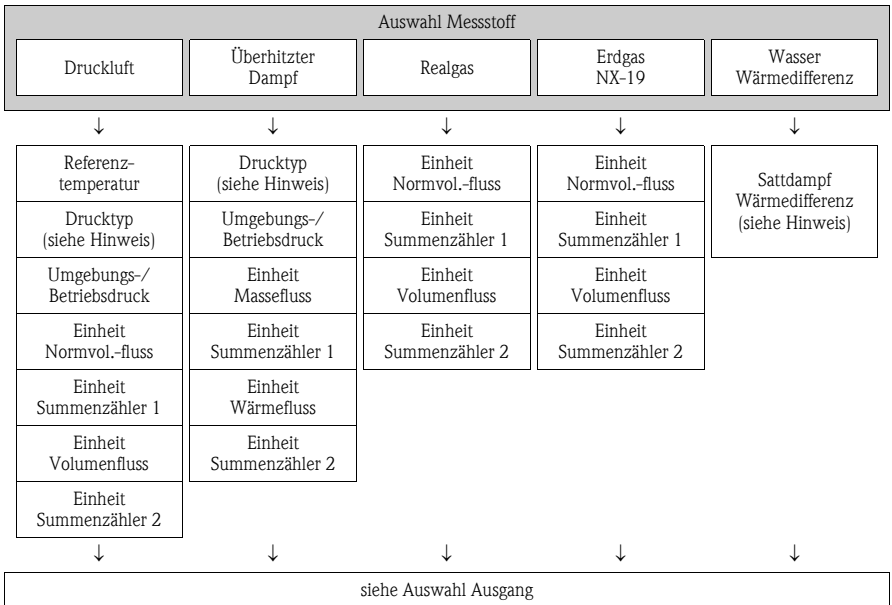 Auswahl Messstoff
Druckluft
Überhitzter
Dampf
Realgas
Erdgas
NX-19
Wasser
Wärmedifferenz
↓ ↓ ↓ ↓ ↓
Referenz-
temperatur
Drucktyp
(siehe Hinweis)
Umgebungs-/
Betriebsdruck
Einheit
Normvol.-fluss
Einheit
Summenzähler 1
Einheit
Volumenfluss
Einheit
Summenzähler 2
Drucktyp
(siehe Hinweis)
Umgebungs-/
Betriebsdruck
Einheit
Massefluss
Einheit
Summenzähler 1
Einheit
Wärmefluss
Einheit
Summenzähler 2
Einheit
Normvol.-fluss
Einheit
Summenzähler 1
Einheit
Volumenfluss
Einheit
Summenzähler 2
Einheit
Normvol.-fluss
Einheit
Summenzähler 1
Einheit
Volumenfluss
Einheit
Summenzähler 2
Sattdampf
Wärmedifferenz
(siehe Hinweis)
↓ ↓ ↓ ↓ ↓
siehe Auswahl Ausgang